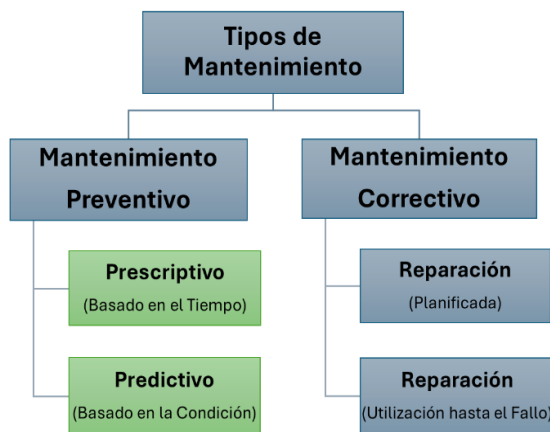 Tipos de
Mantenimiento
Mantenimiento
Preventivo
Mantenimiento
Correctivo
Prescriptivo
(Basado en el Tiempo)
Reparación
(Planificada)
Predictivo
(Basado en la Condición)
Reparación
(Utilización hasta el Fallo)